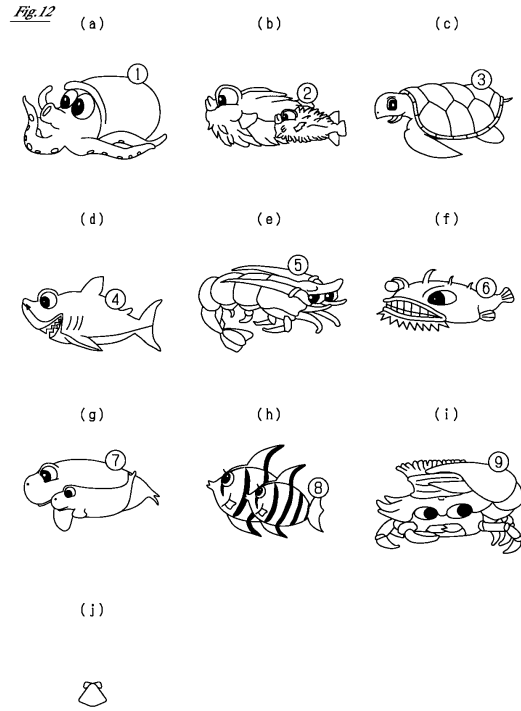 Fig.12
(a) (b) (c)
① ② ③
(d) (e) (f)
④ ⑤ ⑥
(g) (h) (i)
⑦ ⑧ ⑨
(j)